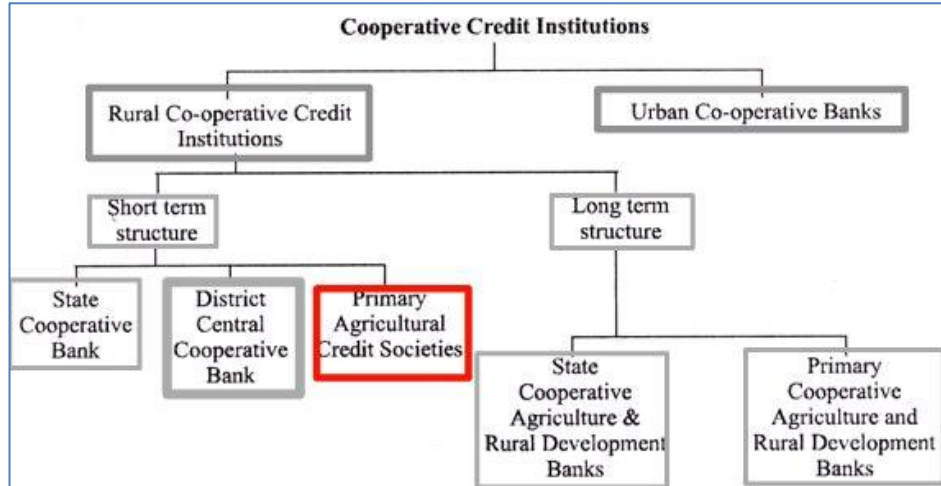 Cooperative Credit Institutions
Rural Co-operative Credit
Institutions
Urban Co-operative Banks
Short term
structure
Long term
structure
State
Cooperative
Bank
District
Central
Cooperative
Bank
Primary
Agricultural
Credit Societies
State
Cooperative
Agriculture &
Rural Development
Banks
Primary
Cooperative
Agriculture and
Rural Development
Banks